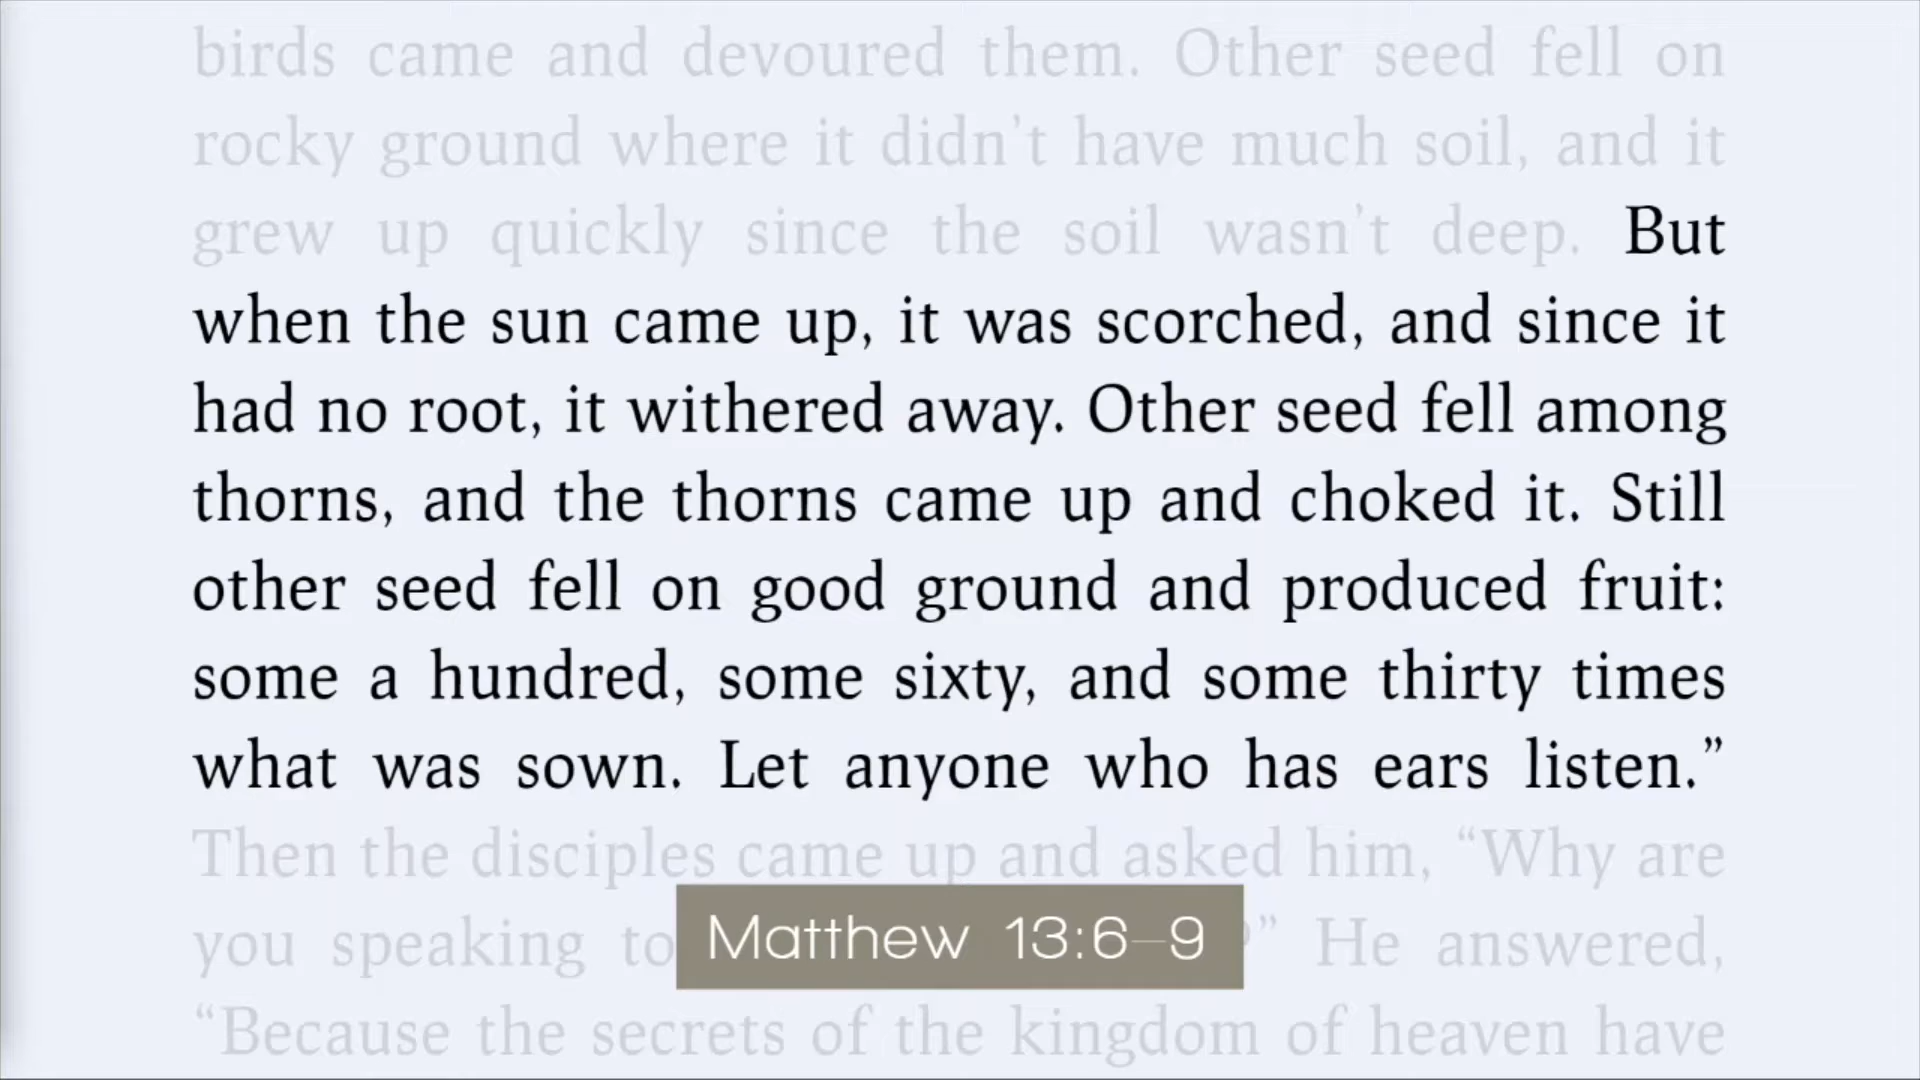 birds came and devoured them. Other seed fell on
rocky ground where it didn't have much soil, and it
grew up quickly since the soil wasn't deep. But
when the sun came up, it was scorched, and since it
had no root, it withered away. Other seed fell among
thorns, and the thorns came up and choked it. Still
other seed fell on good ground and produced fruit:
some a hundred, some sixty, and some thirty times
what was sown. Let anyone who has ears listen.”
Then the disciples came up and asked him, “Why are
you speaking to ” He answered,
Matthew 13:6–9
“Because the secrets of the kingdom of heaven have